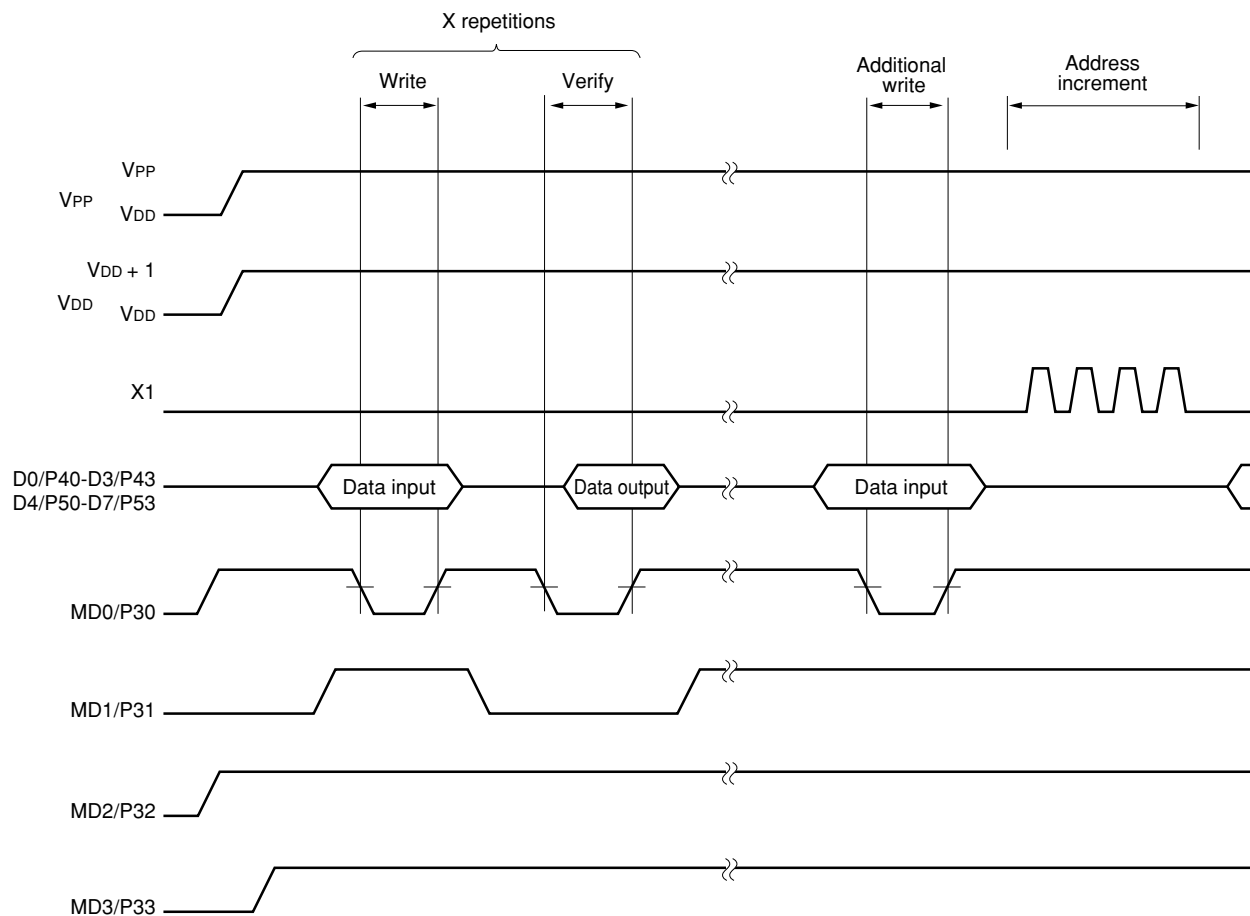 X repetitions
Write
Verify
Additional
write
Address
increment
VPP
VPP
VDD
VDD + 1
VDD
VDD
X1
D0/P40-D3/P43
D4/P50-D7/P53
Data input
Data output
Data input
MD0/P30
MD1/P31
MD2/P32
MD3/P33